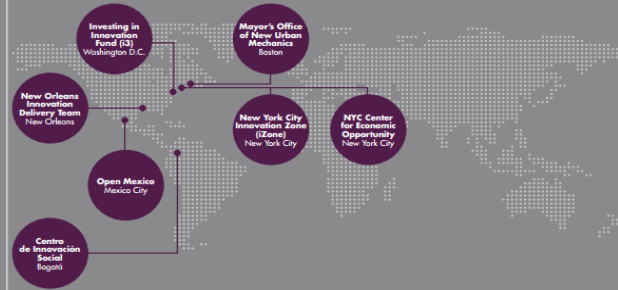 Investing in
Innovation
Fund (i3)
Washington D.C.
Mayor's Office
of New Urban
Mechanics
Boston
New Orleans
Innovation
Delivery Team
New Orleans
New York City
Innovation Zone
(iZone)
New York City
NYC Center
for Economic
Opportunity
New York City
Open Mexico
Mexico City
Centro
de Innovación
Social
Bogotá